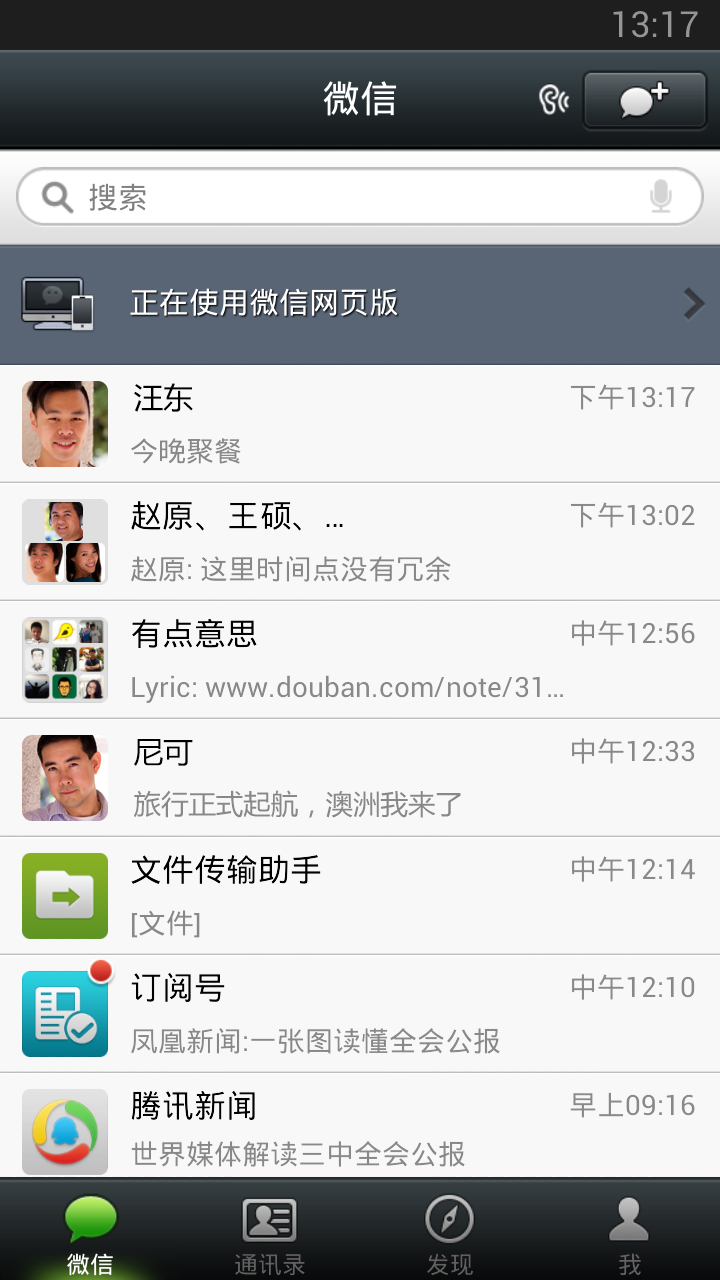 13:17
微信
搜索
正在使用微信网页版
汪东
下午13:17
今晚聚餐
赵原、王硕、...
下午13:02
赵原: 这里时间点没有冗余
有点意思
中午12:56
Lyric: www.douban.com/note/31...
尼可
中午12:33
旅行正式起航，澳洲我来了
文件传输助手
中午12:14
[文件]
订阅号
中午12:10
凤凰新闻:一张图读懂全会公报
腾讯新闻
早上09:16
世界媒体解读三中全会公报
微信
通讯录
发现
我